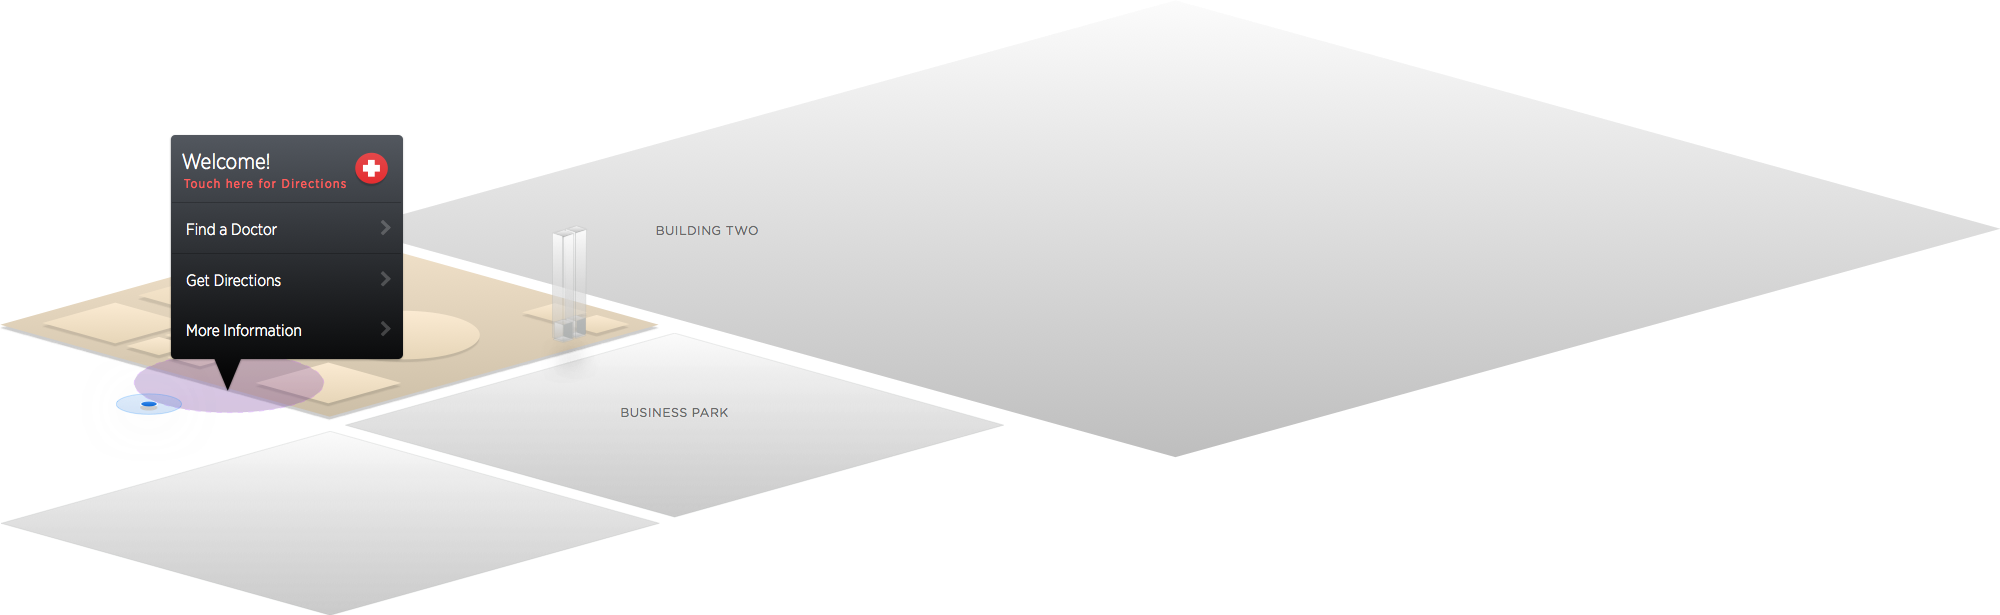 Welcome!
Touch here for Directions
Find a Doctor
Get Directions
More Information
BUILDING TWO
BUSINESS PARK